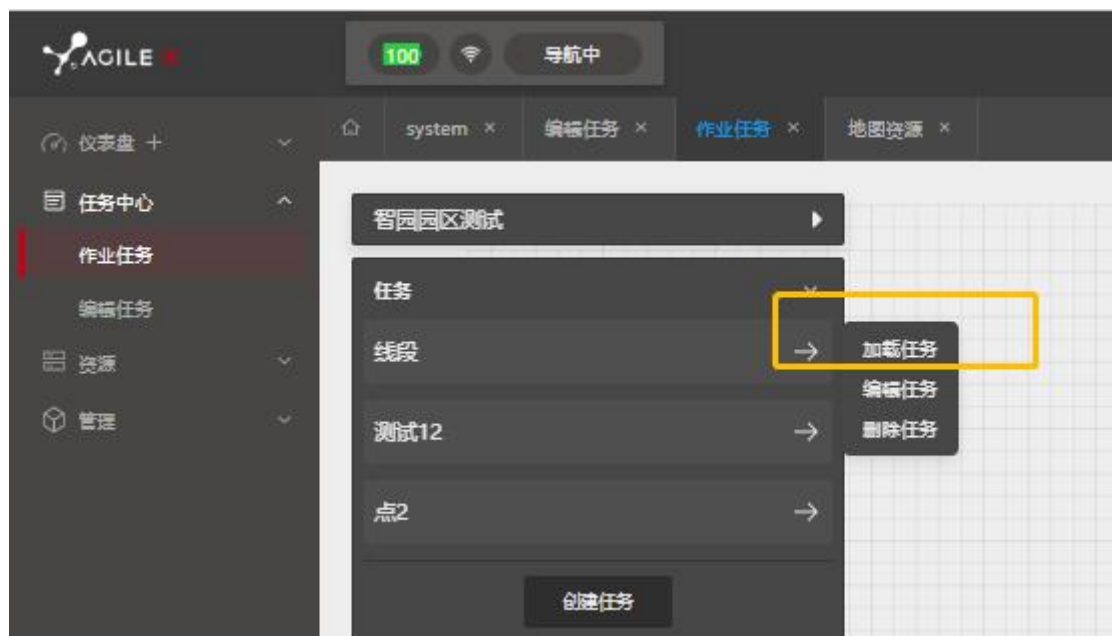 AGILE
100
导航中
仪表盘
system × 编辑任务 × 作业任务 × 地图资源 ×
任务中心
作业任务
编辑任务
资源
管理
智园园区测试
任务
线段
测试12
点2
创建任务
加载任务
编辑任务
删除任务